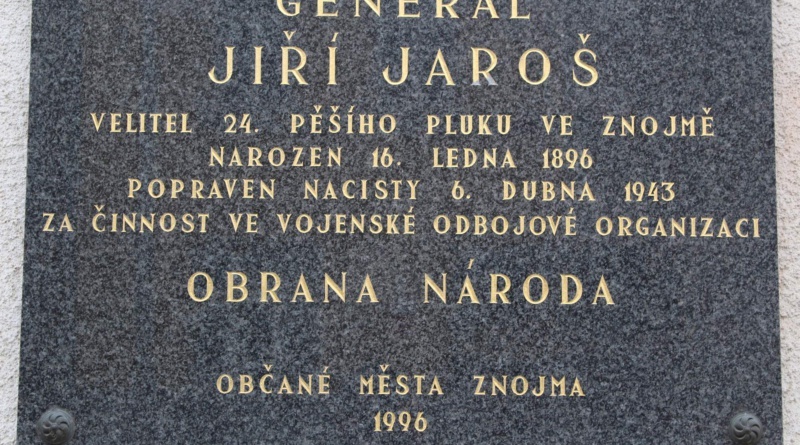 GENERÁL
JIŘÍ JAROŠ
VELITEL 24. PĚŠÍHO PLUKU VE ZNOJMĚ
NAROZEN 16. LEDNA 1896
POPRAVEN NACISTY 6. DUBNA 1943
ZA ČINNOST VE VOJENSKÉ ODBOJOVÉ ORGANIZACI
OBRANA NÁRODA
OBČANÉ MĚSTA ZNOJMA
1996